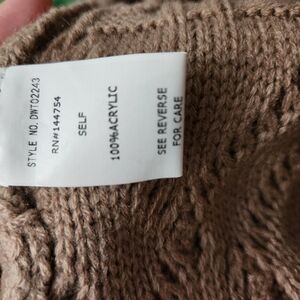 STYLE NO. DWT02243
RN#144754
SELF
100%ACRYLIC
SEE REVERSE
FOR CARE